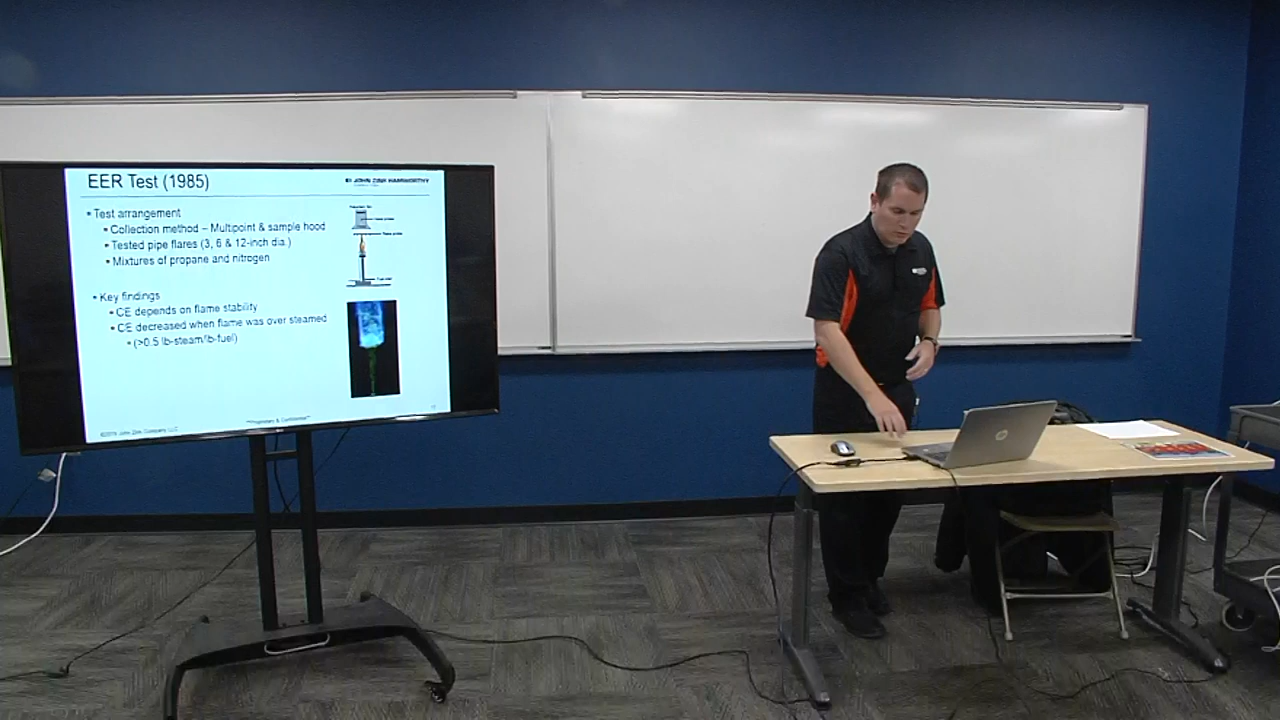 EER Test (1985)
JOHN ZINK HAMWORTHY
▪ Test arrangement
▪ Collection method – Multipoint & sample hood
▪ Tested pipe flares (3, 6 & 12-inch dia.)
▪ Mixtures of propane and nitrogen
▪ Key findings
▪ CE depends on flame stability
▪ CE decreased when flame was over steamed
▪ (>0.5 lb-steam/lb-fuel)
hp